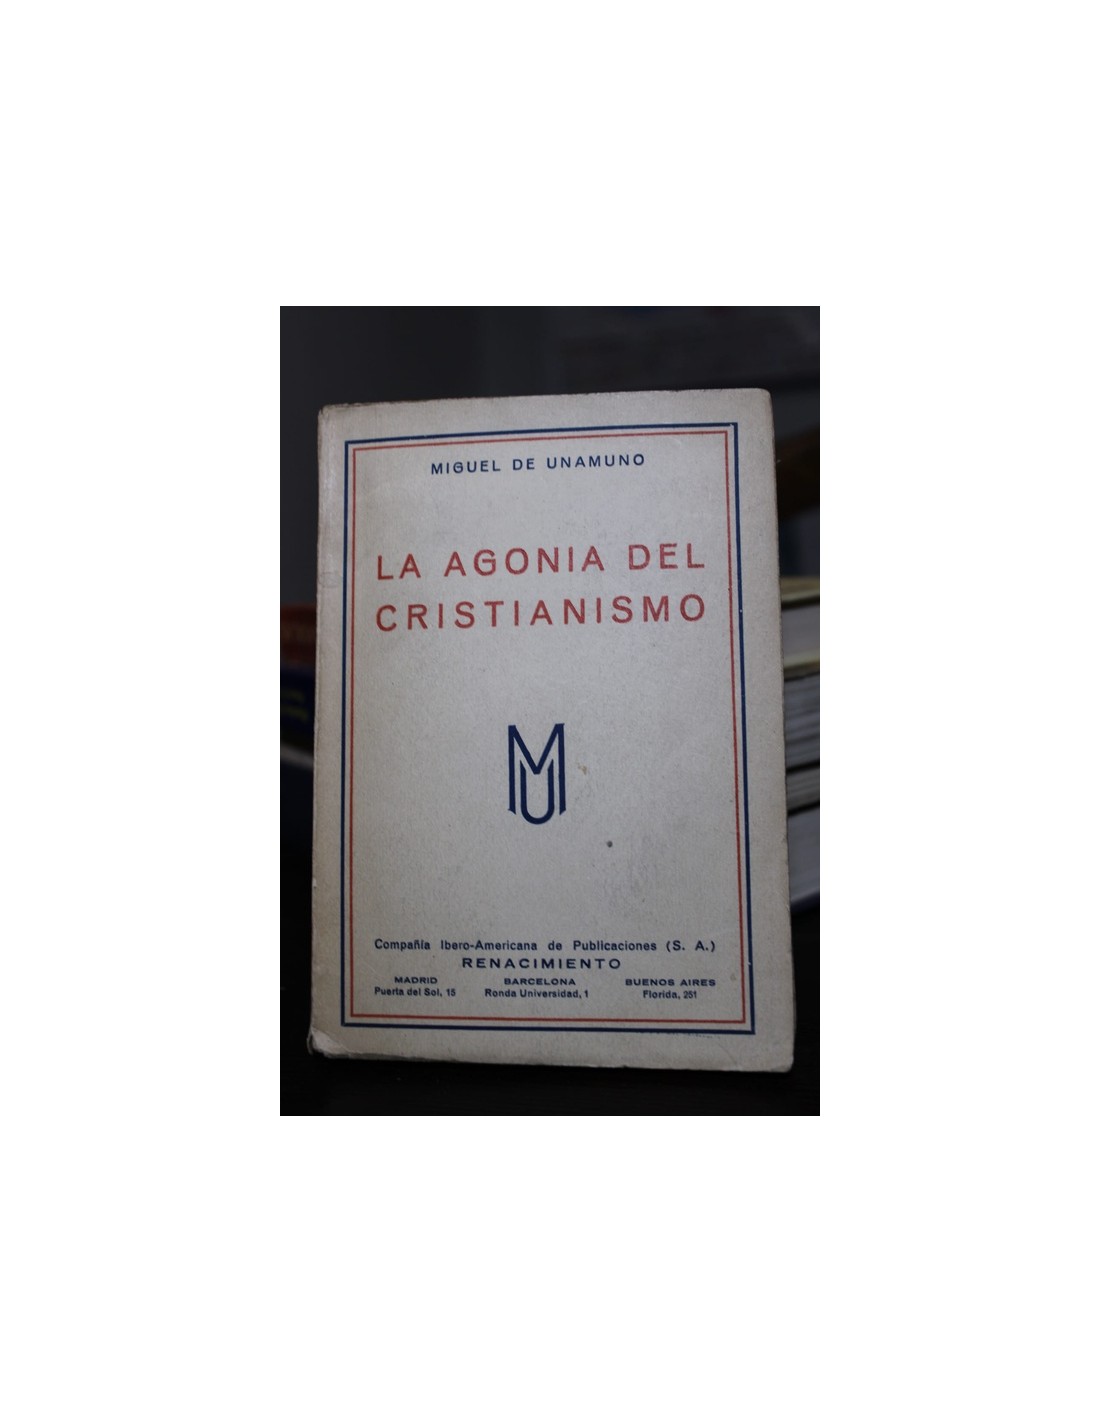 MIGUEL DE UNAMUNO
LA AGONIA DEL
CRISTIANISMO
MU
Compañía Ibero-Americana de Publicaciones (S. A.)
RENACIMIENTO
MADRID BARCELONA BUENOS AIRES
Puerta del Sol, 15 Ronda Universidad, 1 Florida, 251